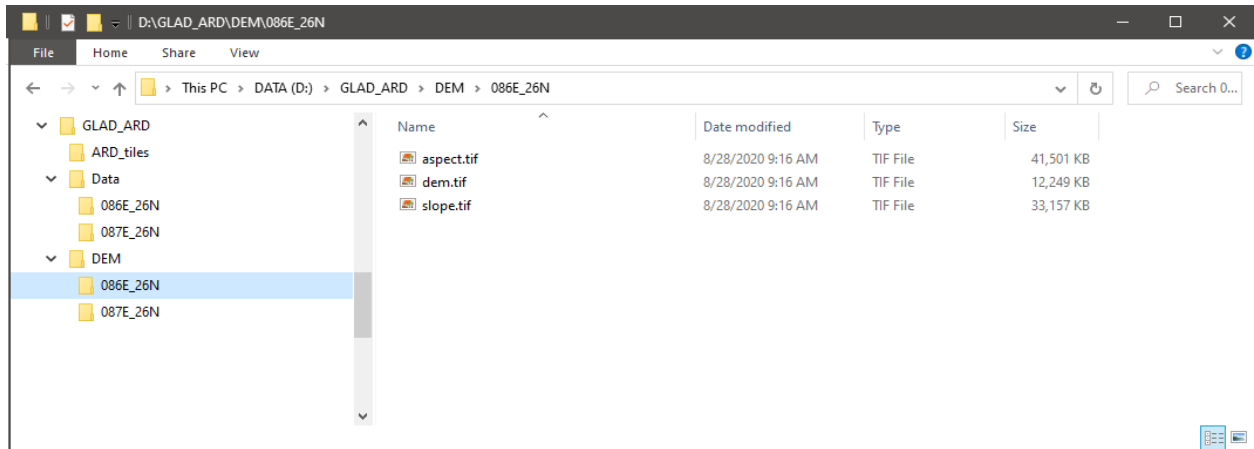 D:\GLAD_ARD\DEM\086E_26N
File Home Share View
This PC > DATA (D:) > GLAD_ARD > DEM > 086E_26N Search 0...
GLAD_ARD
ARD_tiles
Data
086E_26N
087E_26N
DEM
086E_26N
087E_26N
Name Date modified Type Size
aspect.tif 8/28/2020 9:16 AM TIF File 41,501 KB
dem.tif 8/28/2020 9:16 AM TIF File 12,249 KB
slope.tif 8/28/2020 9:16 AM TIF File 33,157 KB